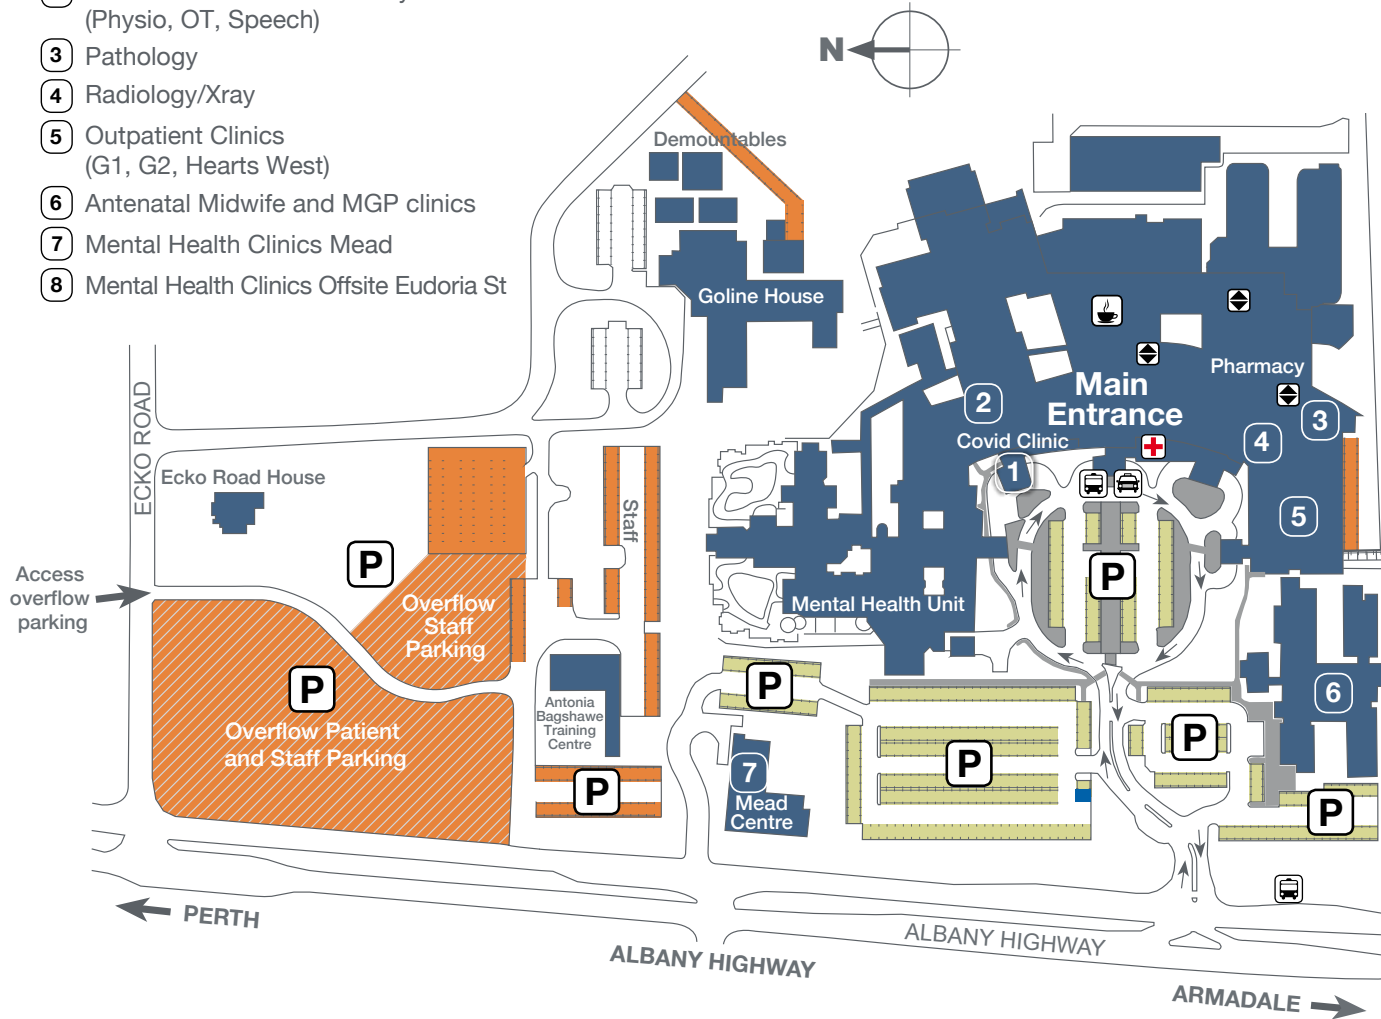 (Physio, OT, Speech)
3 Pathology
4 Radiology/Xray
5 Outpatient Clinics
(G1, G2, Hearts West)
6 Antenatal Midwife and MGP clinics
7 Mental Health Clinics Mead
8 Mental Health Clinics Offsite Eudoria St
N
Demountables
Goline House
Pharmacy
Main
Entrance
2
3
4
Covid Clinic
1
5
ECKO ROAD
Ecko Road House
Staff
P
P
Access
overflow
parking
Overflow
Staff
Parking
Mental Health Unit
P
P
6
Antonia
Bagshawe
Training
Centre
Overflow Patient
and Staff Parking
P
P
7
Mead
Centre
P
P
PERTH
ALBANY HIGHWAY
ALBANY HIGHWAY
ARMADALE